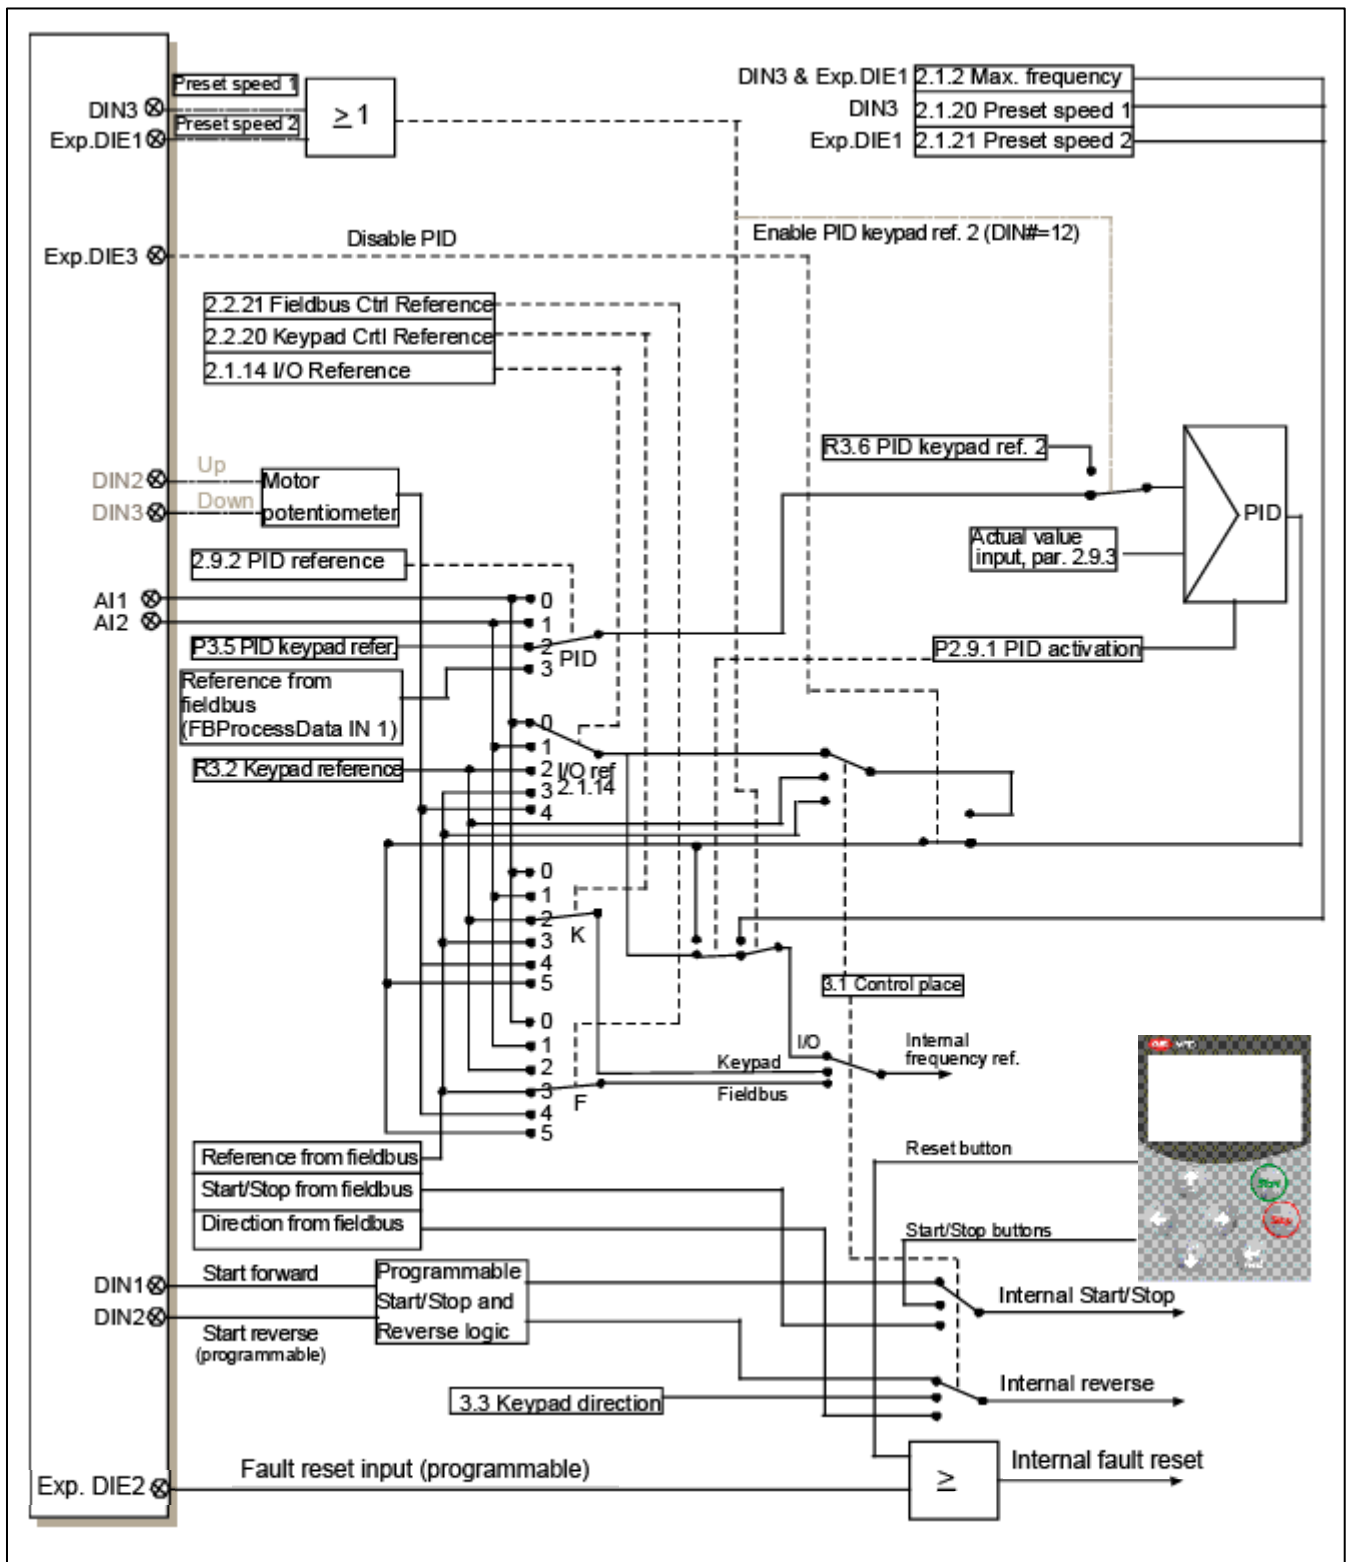 Preset speed 1
DIN3
Preset speed 2
Exp.DIE1
≥ 1
DIN3 & Exp.DIE1 2.1.2 Max. frequency
DIN3 2.1.20 Preset speed 1
Exp.DIE1 2.1.21 Preset speed 2
Exp.DIE3
Disable PID
Enable PID keypad ref. 2 (DIN#=12)
2.2.21 Fieldbus Ctrl Reference
2.2.20 Keypad Crtl Reference
2.1.14 I/O Reference
R3.6 PID keypad ref. 2
DIN2
Up
DIN3
Down
Motor
potentiometer
PID
Actual value
input, par. 2.9.3
2.9.2 PID reference
AI1
AI2
0
1
2
3
PID
P3.5 PID keypad refer.
P2.9.1 PID activation
Reference from
fieldbus
(FBProcessData IN 1)
R3.2 Keypad reference
0
1
2
3
4
I/O ref
2.1.14
0
1
2
3
4
5
K
3.1 Control place
0
1
2
3
4
5
F
I/O
Keypad
Fieldbus
Internal
frequency ref.
Reference from fieldbus
Start/Stop from fieldbus
Direction from fieldbus
Reset button
Start/Stop buttons
Start
Stop
DIN1
Start forward
DIN2
Start reverse
(programmable)
Programmable
Start/Stop and
Reverse logic
Internal Start/Stop
3.3 Keypad direction
Internal reverse
Exp. DIE2
Fault reset input (programmable)
≥
Internal fault reset